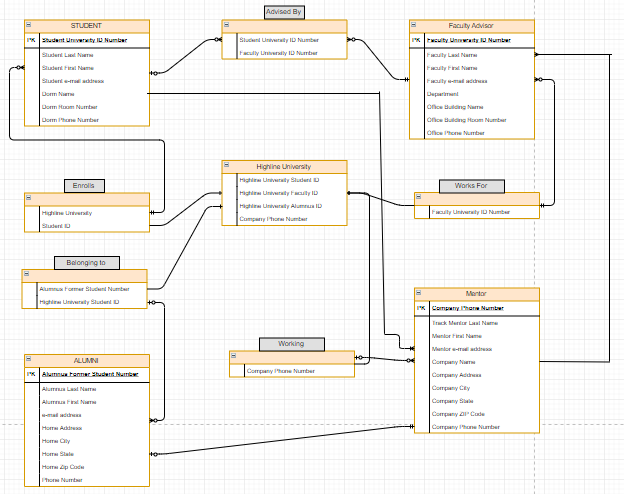 STUDENT
PK Student University ID Number
Student Last Name
Student First Name
Student e-mail address
Dorm Name
Dorm Room Number
Dorm Phone Number
Advised By
Student University ID Number
Faculty University ID Number
Faculty Advisor
PK Faculty University ID Number
Faculty Last Name
Faculty First Name
Faculty e-mail address
Department
Office Building Name
Office Building Room Number
Office Phone Number
Enrolls
Highline University
Student ID
Highline University
Highline University Student ID
Highline University Faculty ID
Highline University Alumnus ID
Company Phone Number
Works For
Faculty University ID Number
Belonging to
Alumnus Former Student Number
Highline University Student ID
Working
Company Phone Number
Mentor
PK Company Phone Number
Track Mentor Last Name
Mentor First Name
Mentor e-mail address
Company Name
Company Address
Company City
Company State
Company ZIP Code
Company Phone Number
ALUMNI
PK Alumnus Former Student Number
Alumnus Last Name
Alumnus First Name
e-mail address
Home Address
Home City
Home State
Home Zip Code
Phone Number